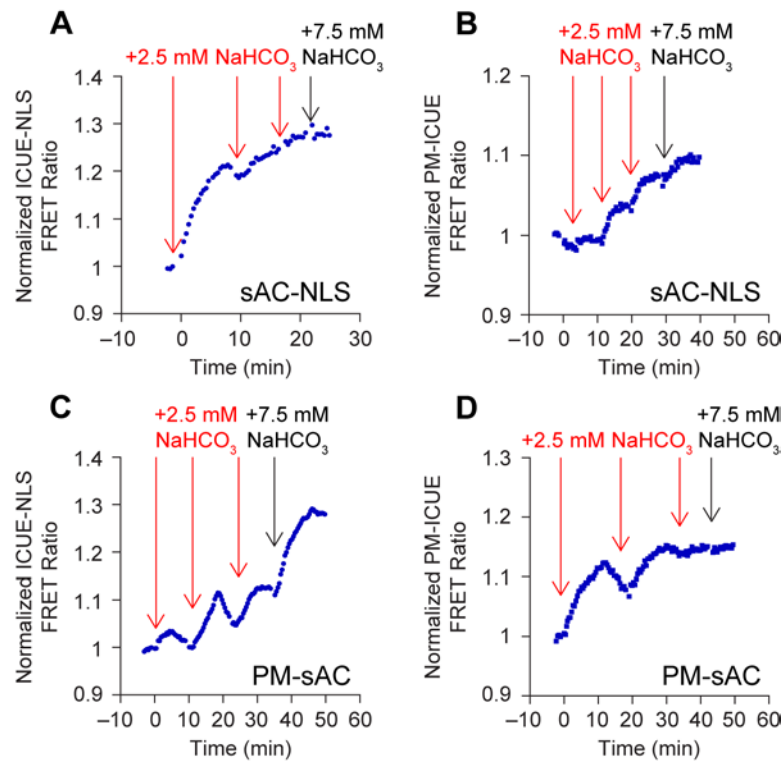 A
+7.5 mM
+2.5 mM NaHCO₃ NaHCO₃
1.4
1.3
1.2
1.1
1
0.9
Normalized ICUE-NLS
FRET Ratio
sAC-NLS
–10 0 10 20 30
Time (min)
B
+2.5 mM +7.5 mM
NaHCO₃ NaHCO₃
1.2
1.1
1
0.9
Normalized PM-ICUE
FRET Ratio
sAC-NLS
–10 0 10 20 30 40 50 60
Time (min)
C
+2.5 mM +7.5 mM
NaHCO₃ NaHCO₃
1.4
1.3
1.2
1.1
1
0.9
Normalized ICUE-NLS
FRET Ratio
PM-sAC
–10 0 10 20 30 40 50 60
Time (min)
D
+7.5 mM
+2.5 mM NaHCO₃ NaHCO₃
1.3
1.2
1.1
1
0.9
Normalized PM-ICUE
FRET Ratio
PM-sAC
–10 0 10 20 30 40 50 60
Time (min)